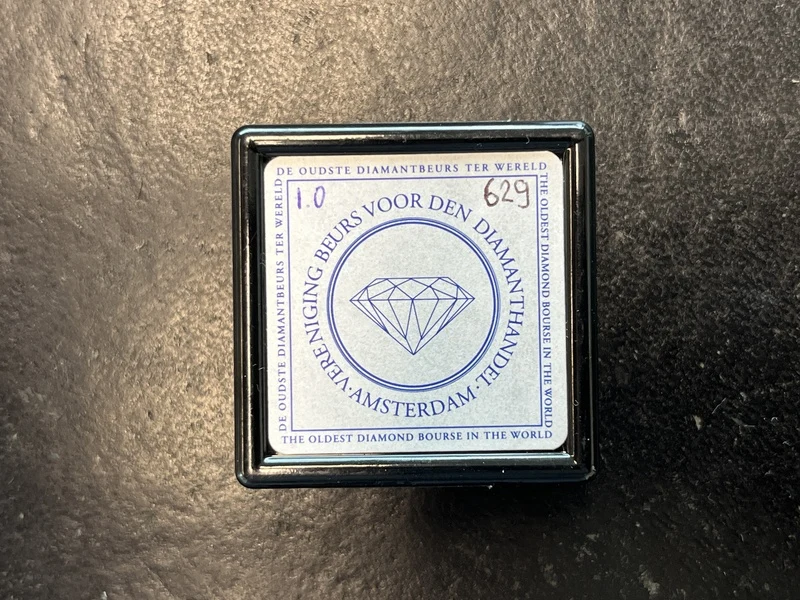 DE OUDSTE DIAMANTBEURS TER WERELD
1.0
629
VERENIGING BEURS VOOR DEN DIAMANTHANDEL
·AMSTERDAM·
DE OUDSTE DIAMANTBEURS TER WERELD
THE OLDEST DIAMOND BOURSE IN THE WORLD
THE OLDEST DIAMOND BOURSE IN THE WORLD